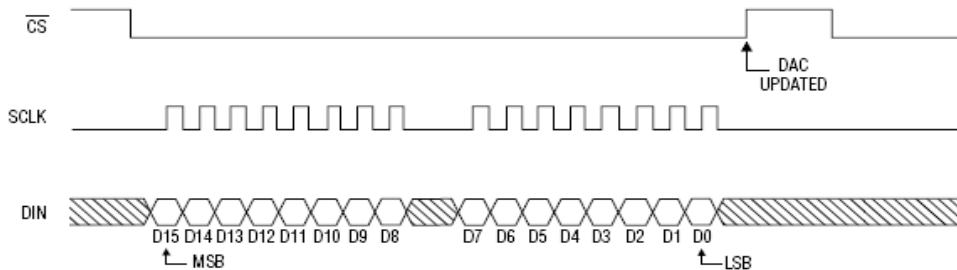 CS
DAC
UPDATED
SCLK
DIN
D15 D14 D13 D12 D11 D10 D9 D8 D7 D6 D5 D4 D3 D2 D1 D0
MSB LSB